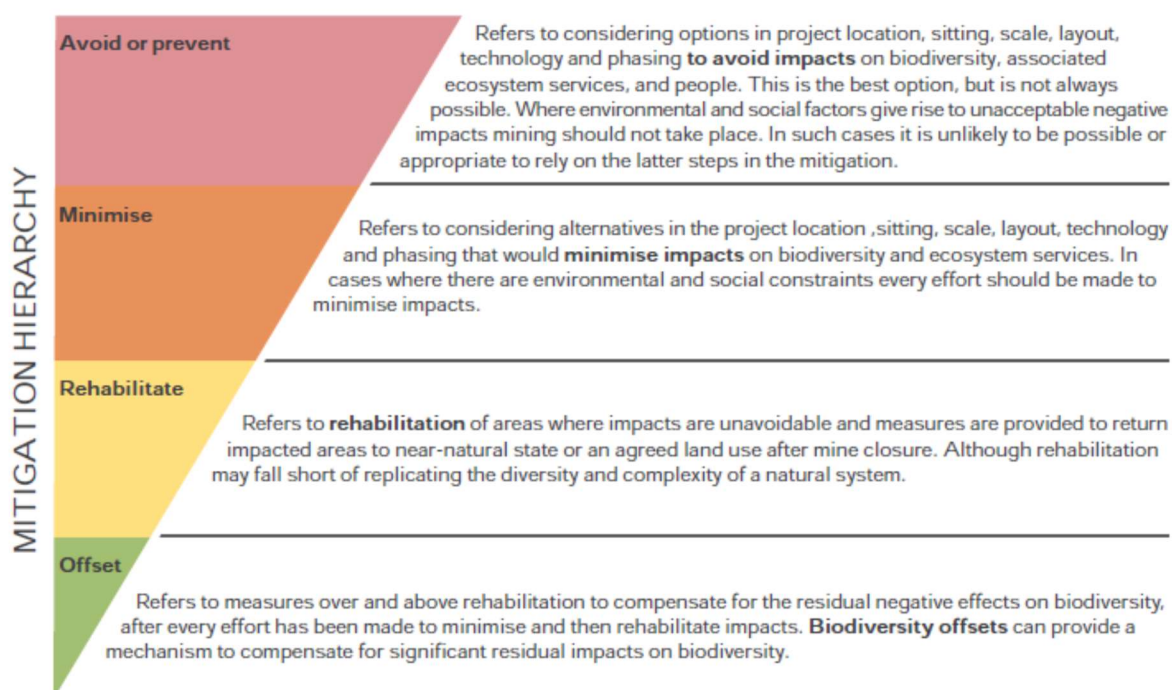 MITIGATION HIERARCHY
Avoid or prevent
Refers to considering options in project location, sitting, scale, layout,
technology and phasing to avoid impacts on biodiversity, associated
ecosystem services, and people. This is the best option, but is not always
possible. Where environmental and social factors give rise to unacceptable negative
impacts mining should not take place. In such cases it is unlikely to be possible or
appropriate to rely on the latter steps in the mitigation.
Minimise
Refers to considering alternatives in the project location ,sitting, scale, layout, technology
and phasing that would minimise impacts on biodiversity and ecosystem services. In
cases where there are environmental and social constraints every effort should be made to
minimise impacts.
Rehabilitate
Refers to rehabilitation of areas where impacts are unavoidable and measures are provided to return
impacted areas to near-natural state or an agreed land use after mine closure. Although rehabilitation
may fall short of replicating the diversity and complexity of a natural system.
Offset
Refers to measures over and above rehabilitation to compensate for the residual negative effects on biodiversity,
after every effort has been made to minimise and then rehabilitate impacts. Biodiversity offsets can provide a
mechanism to compensate for significant residual impacts on biodiversity.